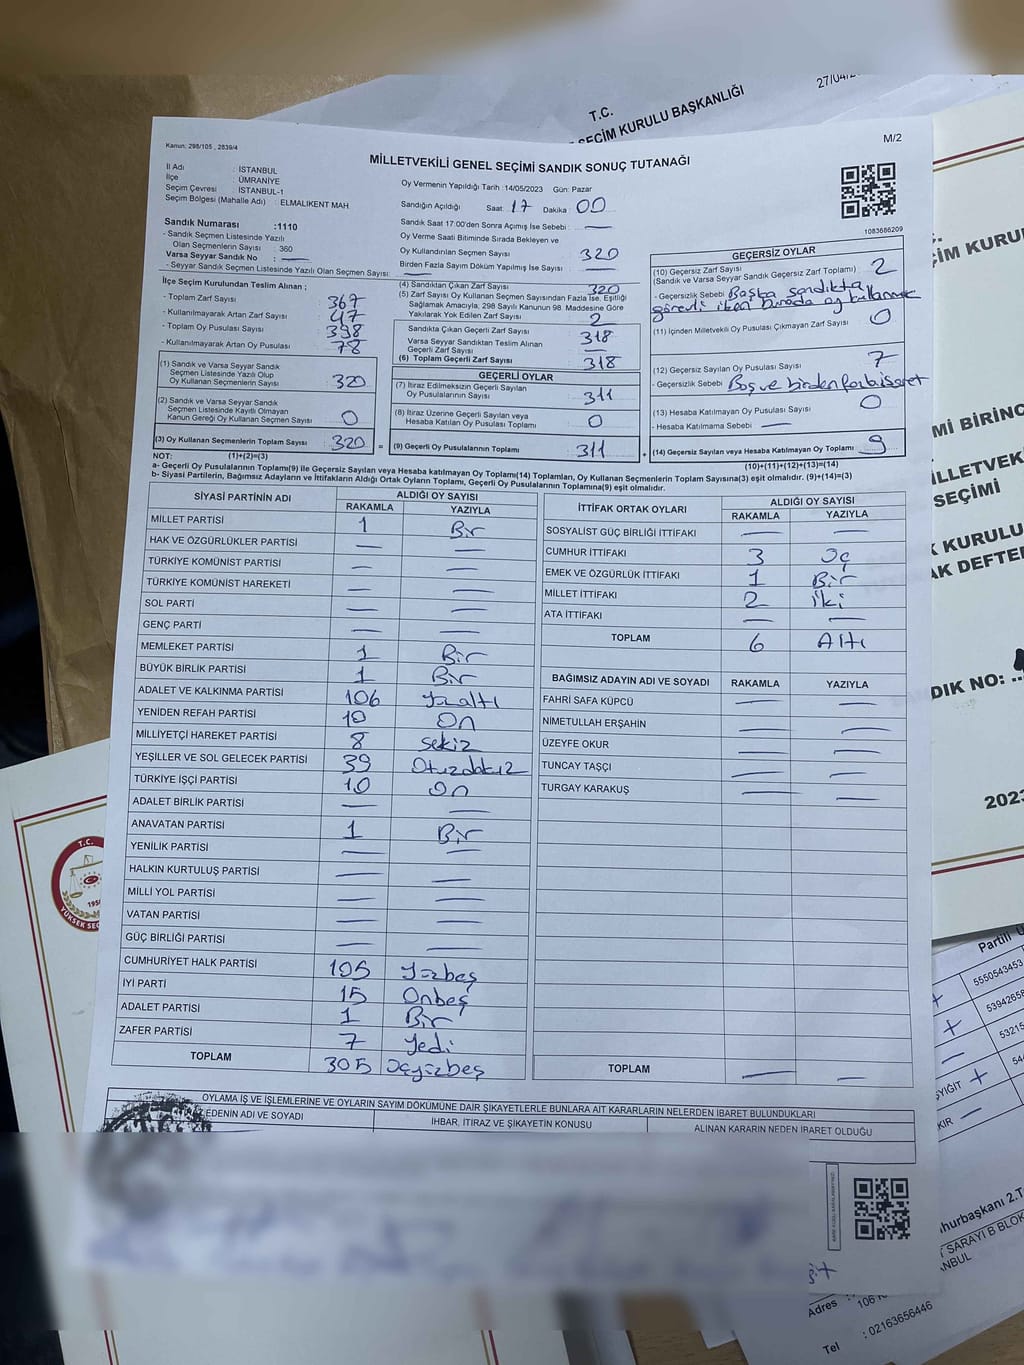 27/04/2
T.C.
SEÇİM KURULU BAŞKANLIĞI
M/2
Kanun, 298/105 , 2839/4
MİLLETVEKİLİ GENEL SEÇİMİ SANDIK SONUÇ TUTANAĞI
İl Adı : İSTANBUL
İlçe : ÜMRANİYE
Seçim Çevresi : İSTANBUL-1
Seçim Bölgesi (Mahalle Adı) : ELMALIKENT MAH
Oy Vermenin Yapıldığı Tarih :14/05/2023 Gün: Pazar
Sandığın Açıldığı Saat: 17 Dakika : 00
Sandık Saat 17:00'den Sonra Açımış İse Sebebi : —
Oy Verme Saati Bitiminde Sırada Bekleyen ve
Oy Kullandırılan Seçmen Sayısı : 320
Birden Fazla Sayım Döküm Yapılmış İse Sayısı : —
1083686209
Sandık Numarası :1110
- Sandık Seçmen Listesinde Yazılı
Olan Seçmenlerin Sayısı : 360
Varsa Seyyar Sandık No : —
- Seyyar Sandık Seçmen Listesinde Yazılı Olan Seçmen Sayısı: —
İlçe Seçim Kurulundan Teslim Alınan ;
- Toplam Zarf Sayısı : 367
- Kullanılmayarak Artan Zarf Sayısı : 47
- Toplam Oy Pusulası Sayısı : 398
- Kullanılmayarak Artan Oy Pusulası : 78
(1) Sandık ve Varsa Seyyar Sandık
Seçmen Listesinde Yazılı Olup
Oy Kullanan Seçmenlerin Sayısı : 320
(2) Sandık ve Varsa Seyyar Sandık
Seçmen Listesinde Kayıtlı Olmayan
Kanun Gereği Oy Kullanan Seçmen Sayısı : 0
(3) Oy Kullanan Seçmenlerin Toplam Sayısı : 320 =
(4) Sandıktan Çıkan Zarf Sayısı : 320
(5) Zarf Sayısı Oy Kullanan Seçmen Sayısından Fazla İse, Eşitliği
Sağlamak Amacıyla, 298 Sayılı Kanunun 98. Maddesine Göre
Yakılarak Yok Edilen Zarf Sayısı : 2
Sandıkta Çıkan Geçerli Zarf Sayısı : 318
Varsa Seyyar Sandıktan Teslim Alınan
Geçerli Zarf Sayısı : —
(6) Toplam Geçerli Zarf Sayısı : 318
GEÇERLİ OYLAR
(7) İtiraz Edilmeksizin Geçerli Sayılan
Oy Pusulalarının Sayısı : 311
(8) İtiraz Üzerine Geçerli Sayılan veya
Hesaba Katılan Oy Pusulası Toplamı : 0
(9) Geçerli Oy Pusulalarının Toplamı : 311 +
GEÇERSİZ OYLAR
(10) Geçersiz Zarf Sayısı
(Sandık ve Varsa Seyyar Sandık Geçersiz Zarf Toplamı) : 2
- Geçersizlik Sebebi : Başka sandıkta
görevli iken burada oy kullanmak
(11) İçinden Milletvekili Oy Pusulası Çıkmayan Zarf Sayısı : 0
(12) Geçersiz Sayılan Oy Pusulası Sayısı : 7
- Geçersizlik Sebebi : Boş ve birden fazla işaret
(13) Hesaba Katılmayan Oy Pusulası Sayısı : 0
- Hesaba Katılmama Sebebi : —
(14) Geçersiz Sayılan veya Hesaba Katılmayan Oy Toplamı : 9
NOT: (1)+(2)=(3)
(10)+(11)+(12)+(13)=(14)
a- Geçerli Oy Pusulalarının Toplamı(9) ile Geçersiz Sayılan veya Hesaba katılmayan Oy Toplamı(14) Toplamları, Oy Kullanan Seçmenlerin Toplam Sayısına(3) eşit olmalıdır. (9)+(14)=(3)
b- Siyasi Partilerin, Bağımsız Adayların ve İttifakların Aldığı Ortak Oyların Toplamı, Geçerli Oy Pusulalarının Toplamına(9) eşit olmalıdır.
SİYASİ PARTİNİN ADI ALDIĞI OY SAYISI
RAKAMLA YAZIYLA
MİLLET PARTİSİ 1 Bir
HAK VE ÖZGÜRLÜKLER PARTİSİ — —
TÜRKİYE KOMÜNİST PARTİSİ — —
TÜRKİYE KOMÜNİST HAREKETİ — —
SOL PARTİ — —
GENÇ PARTİ — —
MEMLEKET PARTİSİ 1 Bir
BÜYÜK BİRLİK PARTİSİ 1 Bir
ADALET VE KALKINMA PARTİSİ 106 Yüzaltı
YENİDEN REFAH PARTİSİ 10 On
MİLLİYETÇİ HAREKET PARTİSİ 8 Sekiz
YEŞİLLER VE SOL GELECEK PARTİSİ 39 Otuzdokuz
TÜRKİYE İŞÇİ PARTİSİ 10 On
ADALET BİRLİK PARTİSİ — —
ANAVATAN PARTİSİ 1 Bir
YENİLİK PARTİSİ — —
HALKIN KURTULUŞ PARTİSİ — —
MİLLİ YOL PARTİSİ — —
VATAN PARTİSİ — —
GÜÇ BİRLİĞİ PARTİSİ — —
CUMHURİYET HALK PARTİSİ 105 Yüzbeş
İYİ PARTİ 15 Onbeş
ADALET PARTİSİ 1 Bir
ZAFER PARTİSİ 7 Yedi
TOPLAM 305 Üçyüzbeş
İTTİFAK ORTAK OYLARI ALDIĞI OY SAYISI
RAKAMLA YAZIYLA
SOSYALİST GÜÇ BİRLİĞİ İTTİFAKI — —
CUMHUR İTTİFAKI 3 Üç
EMEK VE ÖZGÜRLÜK İTTİFAKI 1 Bir
MİLLET İTTİFAKI 2 İki
ATA İTTİFAKI — —
TOPLAM 6 Altı
BAĞIMSIZ ADAYIN ADI VE SOYADI RAKAMLA YAZIYLA
FAHRİ SAFA KÜPCÜ — —
NİMETULLAH ERŞAHİN — —
ÜZEYFE OKUR — —
TUNCAY TAŞÇI — —
TURGAY KARAKUŞ — —
TOPLAM — —
OYLAMA İŞ VE İŞLEMLERİNE VE OYLARIN SAYIM DÖKÜMÜNE DAİR ŞİKAYETLERLE BUNLARA AİT KARARLARIN NELERDEN İBARET BULUNDUKLARI
EDENİN ADI VE SOYADI İHBAR, İTİRAZ VE ŞİKAYETİN KONUSU ALINAN KARARIN NEDEN İBARET OLDUĞU
İM KURU
Mİ BİRİNC
İLLETVEK
SEÇİMİ
K KURULU
AK DEFTER
DIK NO: ..
2023
T.C.
YÜKSEK SEÇ
195
Partili Ü
5550543453
53942658
53215
54
YİĞİT
KIR
hurbaşkanı 2.T
SARAYI B BLOK
NBUL
Adres : 106
Tel : 02163656446